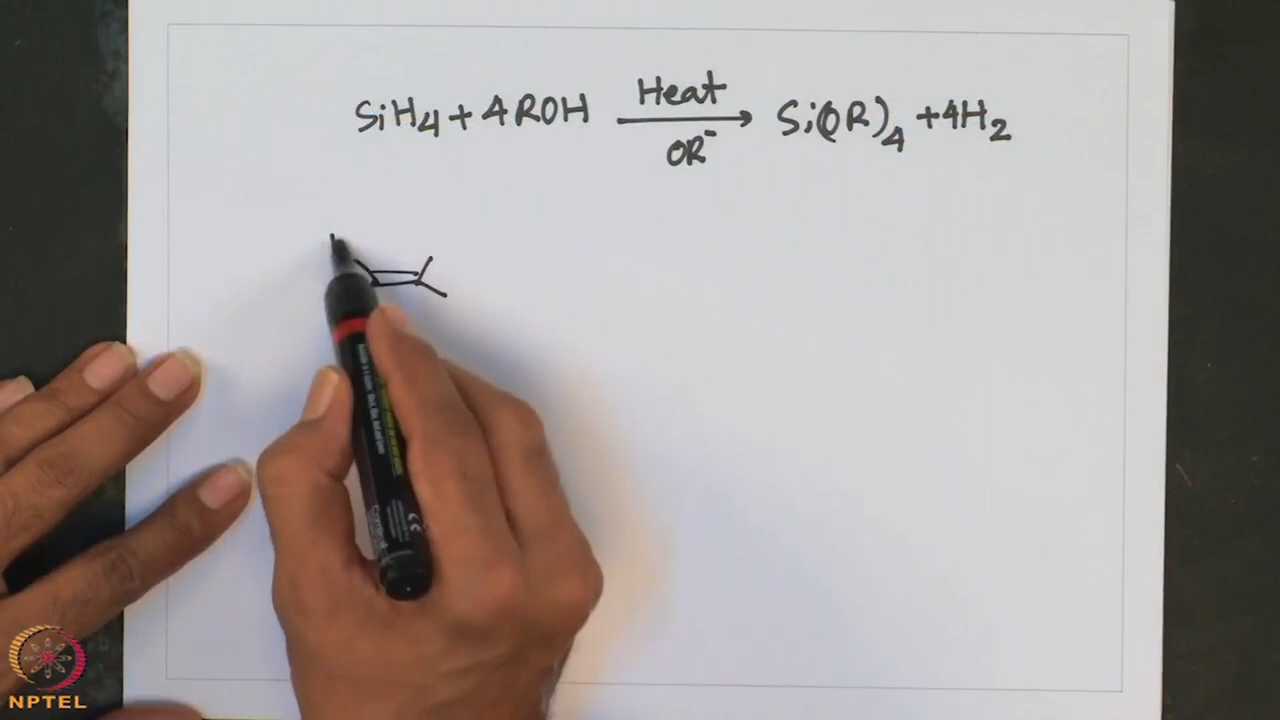 SiH4 + 4ROH Heat OR⁻ → Si(OR)4 + 4H2
NPTEL